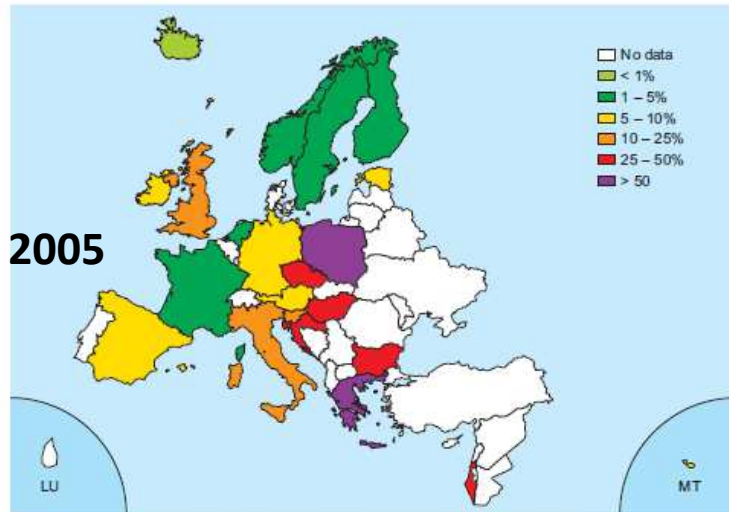 No data
< 1%
1 – 5%
5 – 10%
10 – 25%
25 – 50%
> 50
2005
LU
MT